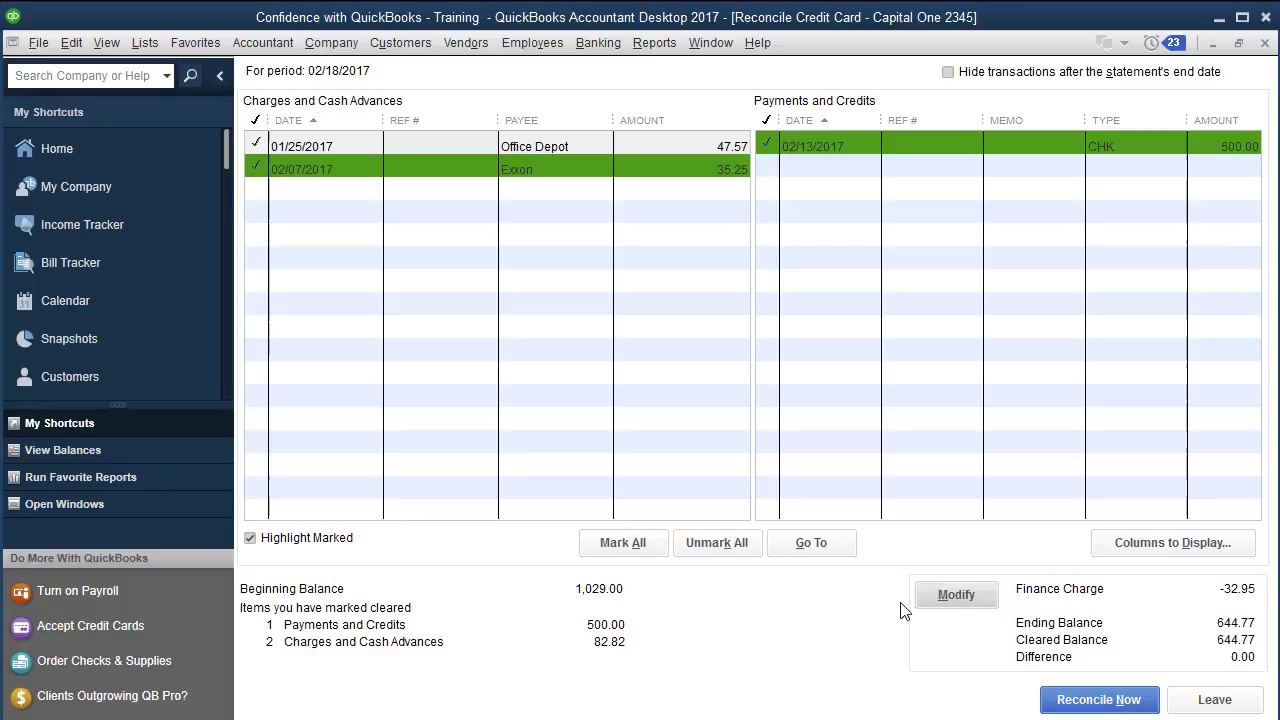 Confidence with QuickBooks - Training - QuickBooks Accountant Desktop 2017 - [Reconcile Credit Card - Capital One 2345]
File Edit View Lists Favorites Accountant Company Customers Vendors Employees Banking Reports Window Help 23
Search Company or Help
My Shortcuts
Home
My Company
Income Tracker
Bill Tracker
Calendar
Snapshots
Customers
My Shortcuts
View Balances
Run Favorite Reports
Open Windows
Do More With QuickBooks
Turn on Payroll
Accept Credit Cards
Order Checks & Supplies
Clients Outgrowing QB Pro?
For period: 02/18/2017
Hide transactions after the statement's end date
Charges and Cash Advances
✓ DATE REF # PAYEE AMOUNT
✓ 01/25/2017 Office Depot 47.57
✓ 02/07/2017 Exxon 35.25
Payments and Credits
✓ DATE REF # MEMO TYPE AMOUNT
✓ 02/13/2017 CHK 500.00
Highlight Marked
Mark All Unmark All Go To Columns to Display...
Beginning Balance 1,029.00
Items you have marked cleared
1 Payments and Credits 500.00
2 Charges and Cash Advances 82.82
Modify Finance Charge -32.95
Ending Balance 644.77
Cleared Balance 644.77
Difference 0.00
Reconcile Now Leave